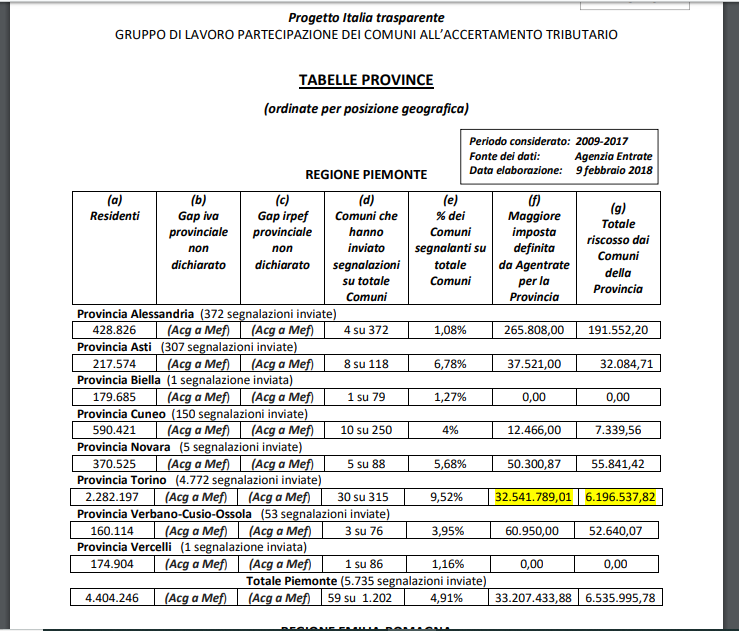 Progetto Italia trasparente
GRUPPO DI LAVORO PARTECIPAZIONE DEI COMUNI ALL'ACCERTAMENTO TRIBUTARIO
TABELLE PROVINCE
(ordinate per posizione geografica)
Periodo considerato: 2009-2017
Fonte dei dati: Agenzia Entrate
Data elaborazione: 9 febbraio 2018
REGIONE PIEMONTE
(a) Residenti
(b) Gap iva provinciale non dichiarato
(c) Gap irpef provinciale non dichiarato
(d) Comuni che hanno inviato segnalazioni su totale Comuni
(e) % dei Comuni segnalanti su totale Comuni
(f) Maggiore imposta definita da Agentrate per la Provincia
(g) Totale riscosso dai Comuni della Provincia
Provincia Alessandria (372 segnalazioni inviate)
428.826 (Acg a Mef) (Acg a Mef) 4 su 372 1,08% 265.808,00 191.552,20
Provincia Asti (307 segnalazioni inviate)
217.574 (Acg a Mef) (Acg a Mef) 8 su 118 6,78% 37.521,00 32.084,71
Provincia Biella (1 segnalazione inviata)
179.685 (Acg a Mef) (Acg a Mef) 1 su 79 1,27% 0,00 0,00
Provincia Cuneo (150 segnalazioni inviate)
590.421 (Acg a Mef) (Acg a Mef) 10 su 250 4% 12.466,00 7.339,56
Provincia Novara (5 segnalazioni inviate)
370.525 (Acg a Mef) (Acg a Mef) 5 su 88 5,68% 50.300,87 55.841,42
Provincia Torino (4.772 segnalazioni inviate)
2.282.197 (Acg a Mef) (Acg a Mef) 30 su 315 9,52% 32.541.789,01 6.196.537,82
Provincia Verbano-Cusio-Ossola (53 segnalazioni inviate)
160.114 (Acg a Mef) (Acg a Mef) 3 su 76 3,95% 60.950,00 52.640,07
Provincia Vercelli (1 segnalazione inviata)
174.904 (Acg a Mef) (Acg a Mef) 1 su 86 1,16% 0,00 0,00
Totale Piemonte (5.735 segnalazioni inviate)
4.404.246 (Acg a Mef) (Acg a Mef) 59 su 1.202 4,91% 33.207.433,88 6.535.995,78
REGIONE EMILIA ROMAGNA